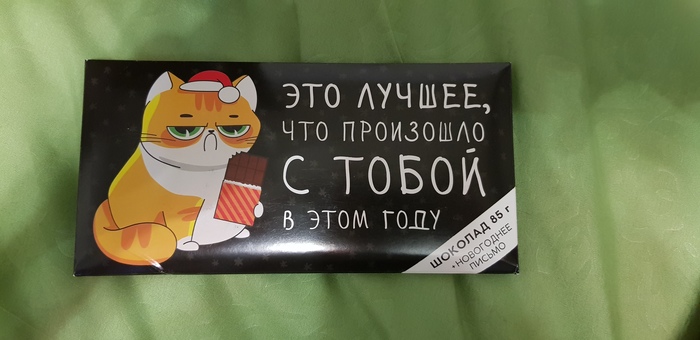 ЭТО ЛУЧШЕЕ,
ЧТО ПРОИЗОШЛО
С ТОБОЙ
В ЭТОМ ГОДУ
ШОКОЛАД 85 г
+НОВОГОДНЕЕ
ПИСЬМО